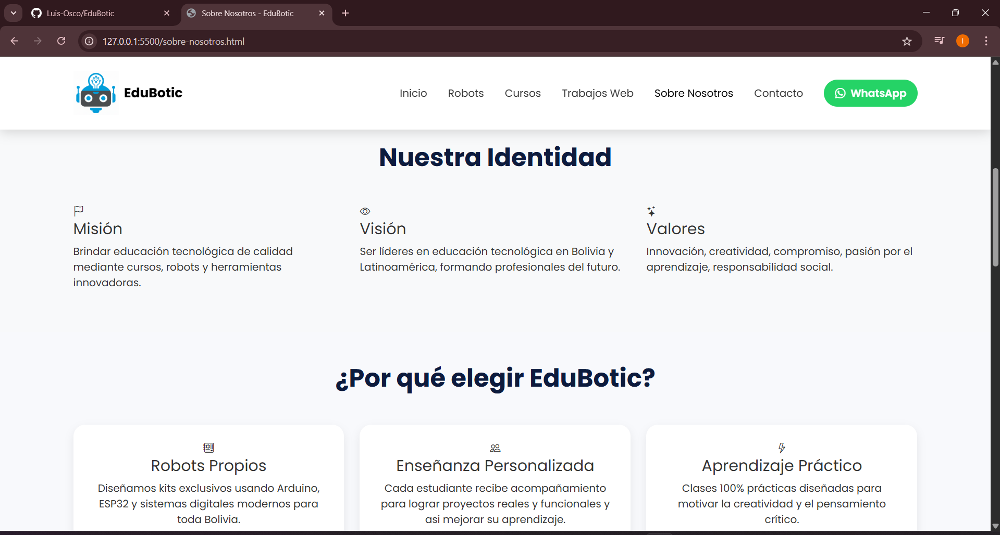 Luis-Osco/EduBotic
Sobre Nosotros - EduBotic
127.0.0.1:5500/sobre-nosotros.html
I
EduBotic
Inicio
Robots
Cursos
Trabajos Web
Sobre Nosotros
Contacto
WhatsApp
Nuestra Identidad
Misión
Brindar educación tecnológica de calidad
mediante cursos, robots y herramientas
innovadoras.
Visión
Ser líderes en educación tecnológica en Bolivia y
Latinoamérica, formando profesionales del futuro.
Valores
Innovación, creatividad, compromiso, pasión por el
aprendizaje, responsabilidad social.
¿Por qué elegir EduBotic?
Robots Propios
Diseñamos kits exclusivos usando Arduino,
ESP32 y sistemas digitales modernos para
toda Bolivia.
Enseñanza Personalizada
Cada estudiante recibe acompañamiento
para lograr proyectos reales y funcionales y
asi mejorar su aprendizaje.
Aprendizaje Práctico
Clases 100% prácticas diseñadas para
motivar la creatividad y el pensamiento
crítico.